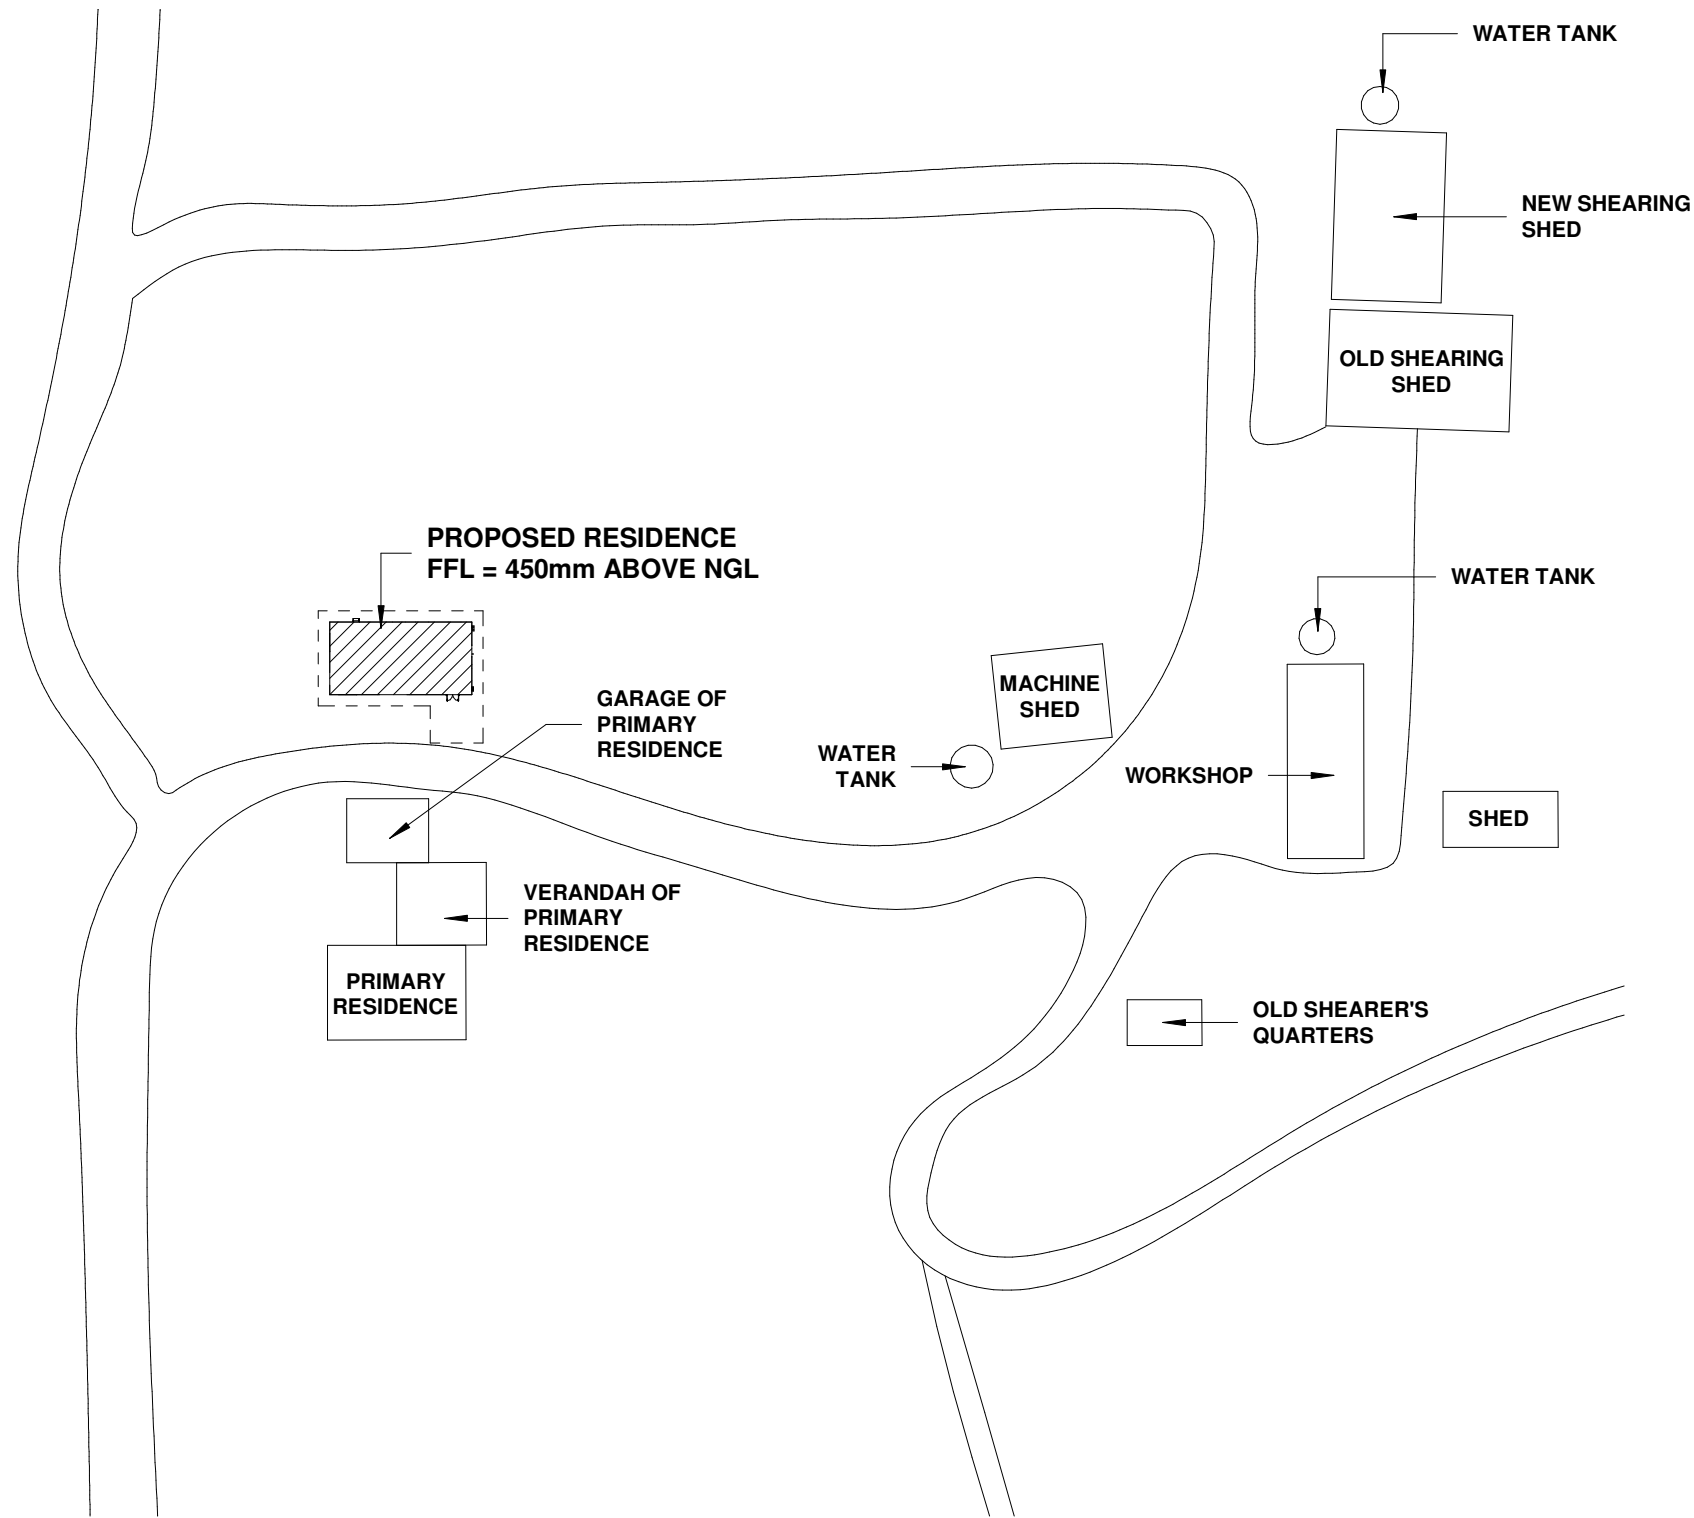 WATER TANK
NEW SHEARING
SHED
OLD SHEARING
SHED
PROPOSED RESIDENCE
FFL = 450mm ABOVE NGL
WATER TANK
MACHINE
SHED
GARAGE OF
PRIMARY
RESIDENCE
WATER
TANK
WORKSHOP
SHED
VERANDAH OF
PRIMARY
RESIDENCE
PRIMARY
RESIDENCE
OLD SHEARER'S
QUARTERS